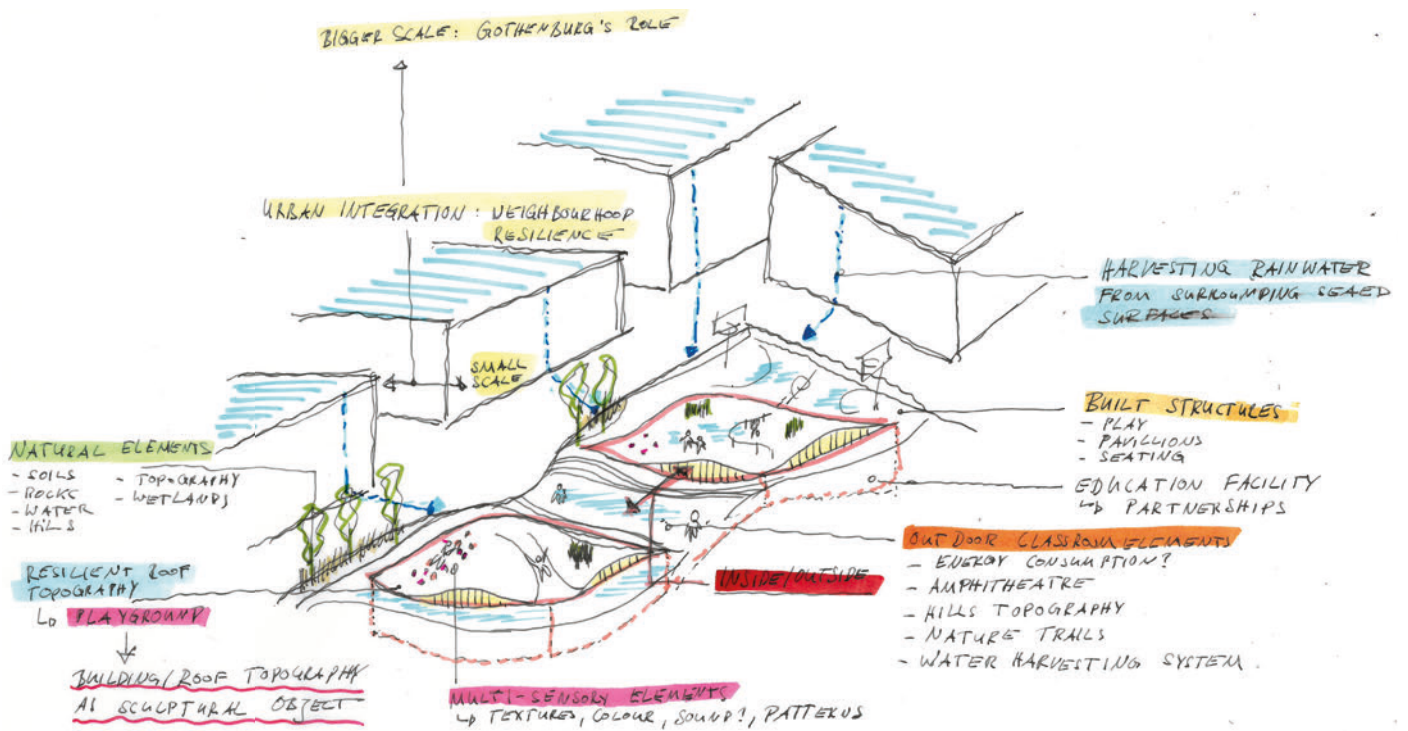 BIGGER SCALE: GOTHENBURG'S ROLE
URBAN INTEGRATION: NEIGHBOURHOOD
RESILIENCE
HARVESTING RAINWATER
FROM SURROUMPING SEAED
SURFACES
SMALL
SCALE
NATURAL ELEMENTS
- SOILS
- ROCKS
- WATER
- HILLS
- TOPOGRAPHY
- WETLANDS
BUILT STRUCTURES
- PLAY
- PAVILLIONS
- SEATING
EDUCATION FACILITY
↳ PARTNERSHIPS
OUTDOOR CLASSROOM ELEMENTS
- ENERGY CONSUMPTION?
- AMPHITHEATRE
- HILLS TOPOGRAPHY
- NATURE TRAILS
- WATER HARVESTING SYSTEM
INSIDE/OUTSIDE
RESILIENT ROOF
TOPOGRAPHY
↳ PLAYGROUND
BUILDING/ROOF TOPOGRAPHY
AS SCULPTURAL OBJECT
MULTI-SENSORY ELEMENTS
↳ TEXTURES, COLOUR, SOUND?, PATTERNS